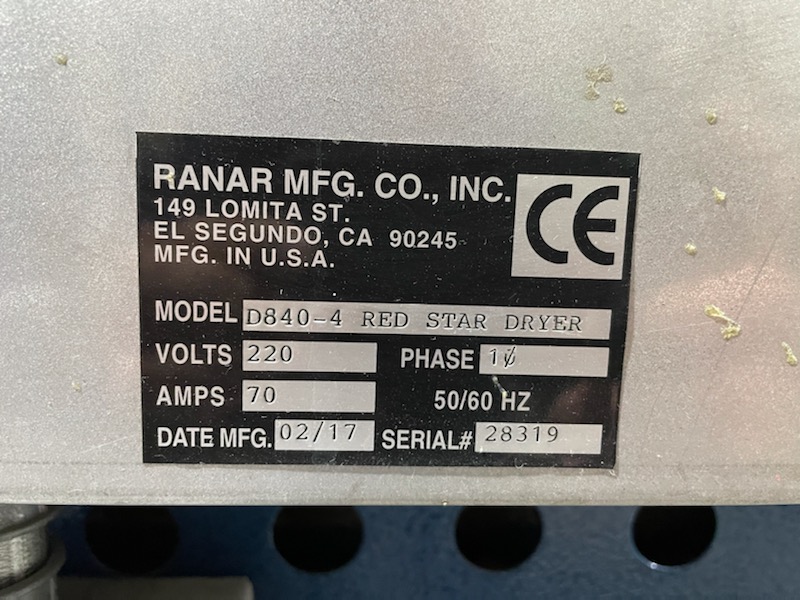 RANAR MFG. CO., INC.
149 LOMITA ST.
EL SEGUNDO, CA 90245
MFG. IN U.S.A.
CE
MODEL D840-4 RED STAR DRYER
VOLTS 220 PHASE 1Ø
AMPS 70 50/60 HZ
DATE MFG. 02/17 SERIAL# 28319